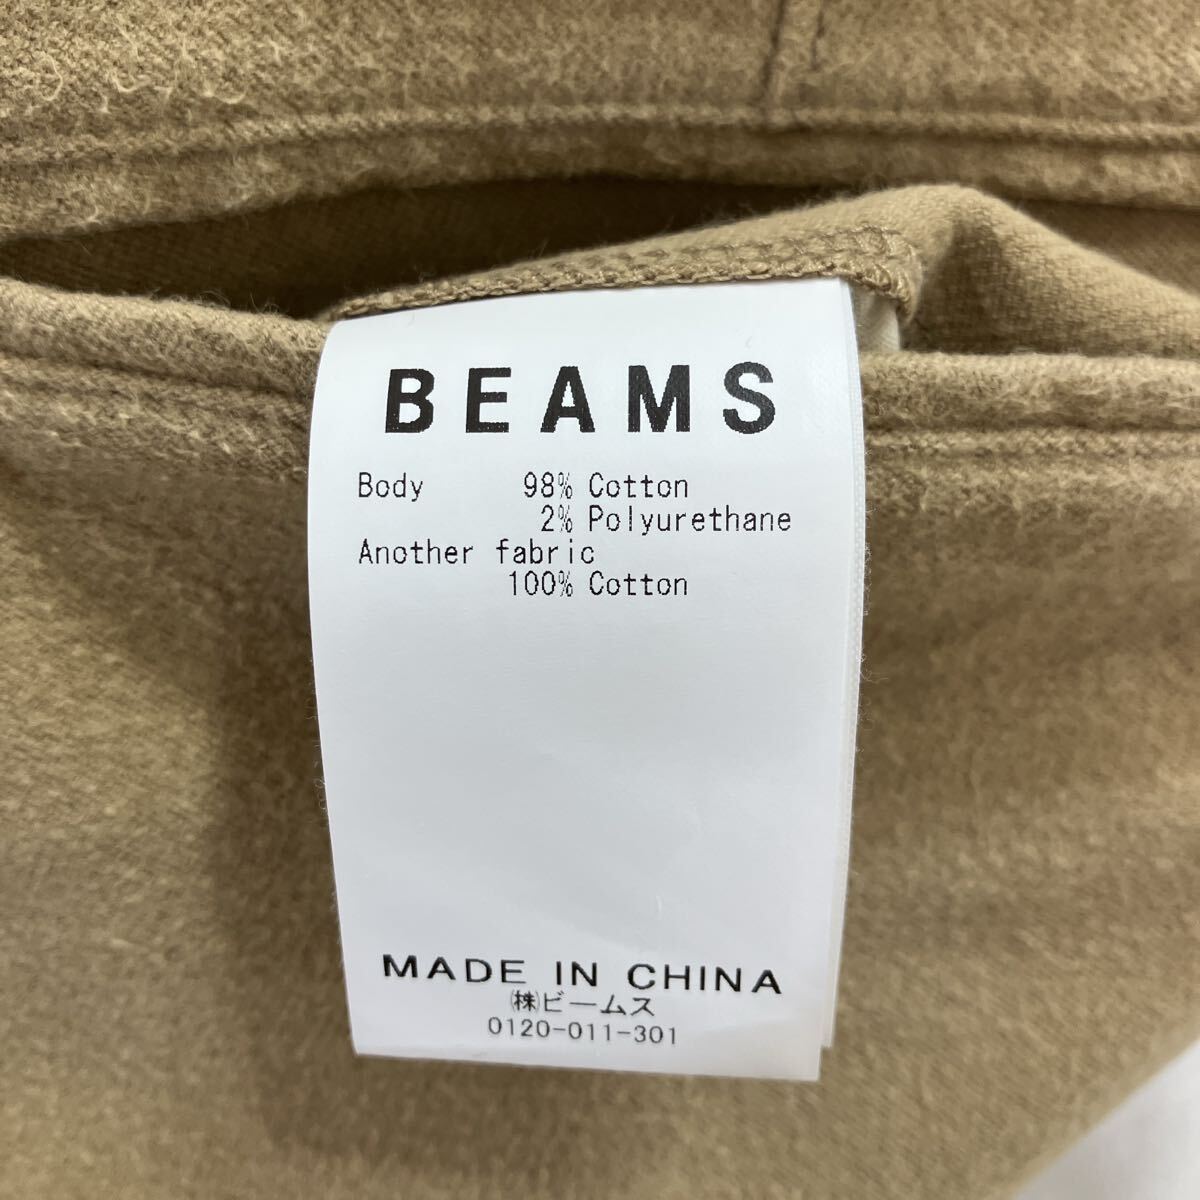 BEAMS
Body 98% Cotton
2% Polyurethane
Another fabric
100% Cotton
MADE IN CHINA
㈱ビームス
0120-011-301